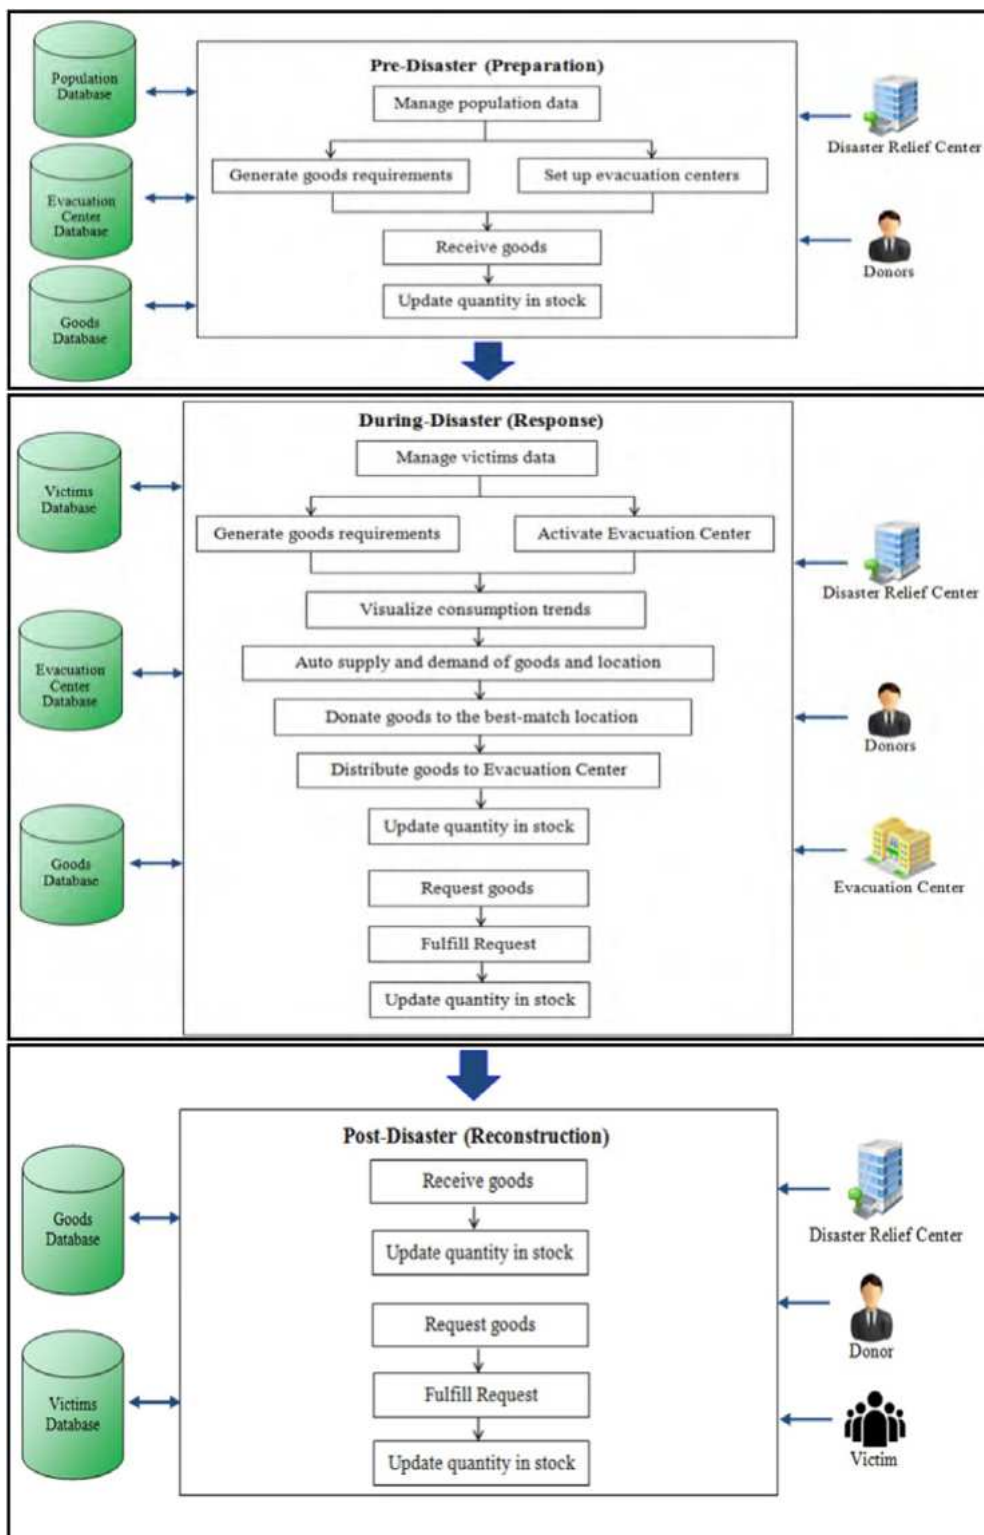 Pre-Disaster (Preparation)
Population
Database
Manage population data
Disaster Relief Center
Generate goods requirements
Set up evacuation centers
Evacuation
Center
Database
Receive goods
Donors
Update quantity in stock
Goods
Database
During-Disaster (Response)
Manage victims data
Victims
Database
Generate goods requirements
Activate Evacuation Center
Disaster Relief Center
Visualize consumption trends
Auto supply and demand of goods and location
Evacuation
Center
Database
Donate goods to the best-match location
Donors
Distribute goods to Evacuation Center
Update quantity in stock
Goods
Database
Request goods
Evacuation Center
Fulfill Request
Update quantity in stock
Post-Disaster (Reconstruction)
Receive goods
Goods
Database
Disaster Relief Center
Update quantity in stock
Request goods
Donor
Fulfill Request
Victims
Database
Update quantity in stock
Victim